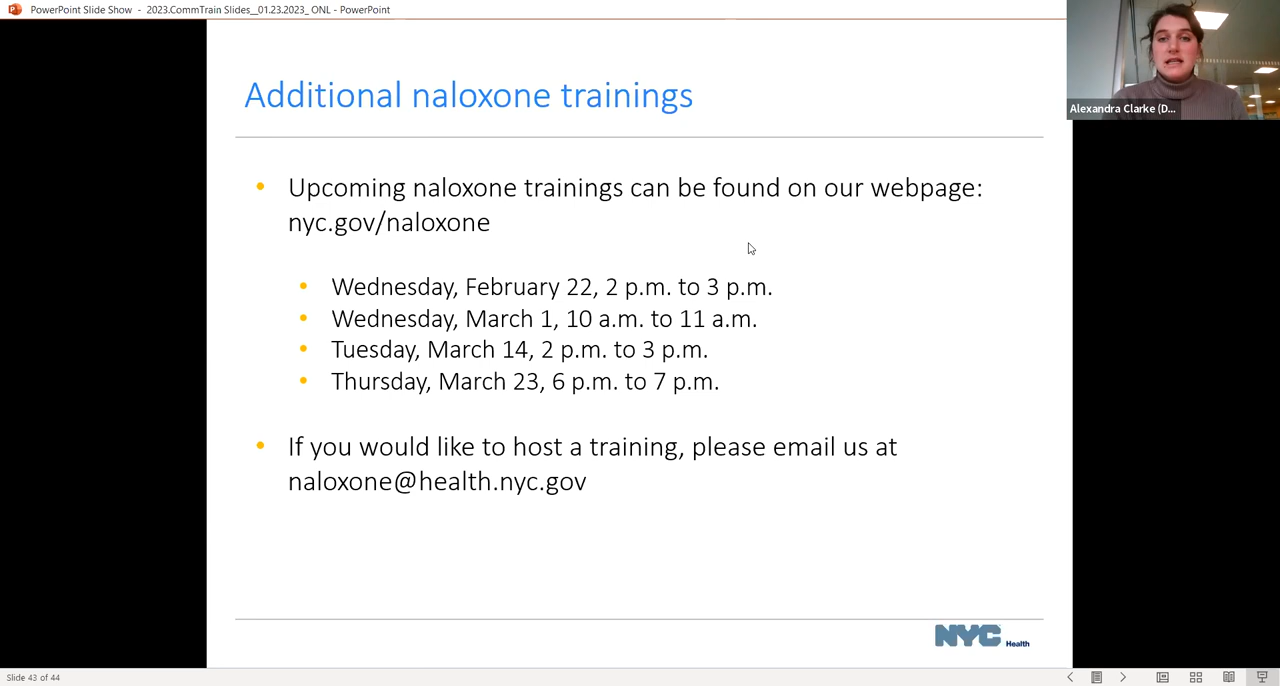 PowerPoint Slide Show - 2023.CommTrain Slides__01.23.2023_ ONL - PowerPoint
Alexandra Clarke (D...
Additional naloxone trainings
• Upcoming naloxone trainings can be found on our webpage:
nyc.gov/naloxone
• Wednesday, February 22, 2 p.m. to 3 p.m.
• Wednesday, March 1, 10 a.m. to 11 a.m.
• Tuesday, March 14, 2 p.m. to 3 p.m.
• Thursday, March 23, 6 p.m. to 7 p.m.
• If you would like to host a training, please email us at
naloxone@health.nyc.gov
NYC Health
Slide 43 of 44